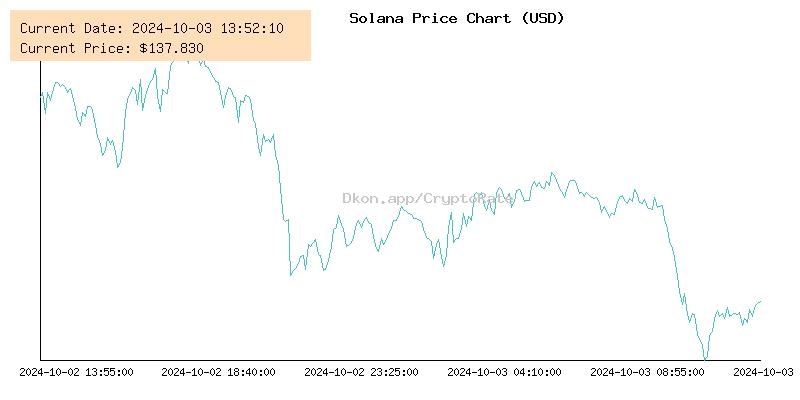 Solana Price Chart (USD)
Current Date: 2024-10-03 13:52:10
Current Price: $137.830
Dkon.app/CryptoRate
2024-10-02 13:55:00 2024-10-02 18:40:00 2024-10-02 23:25:00 2024-10-03 04:10:00 2024-10-03 08:55:00 2024-10-03